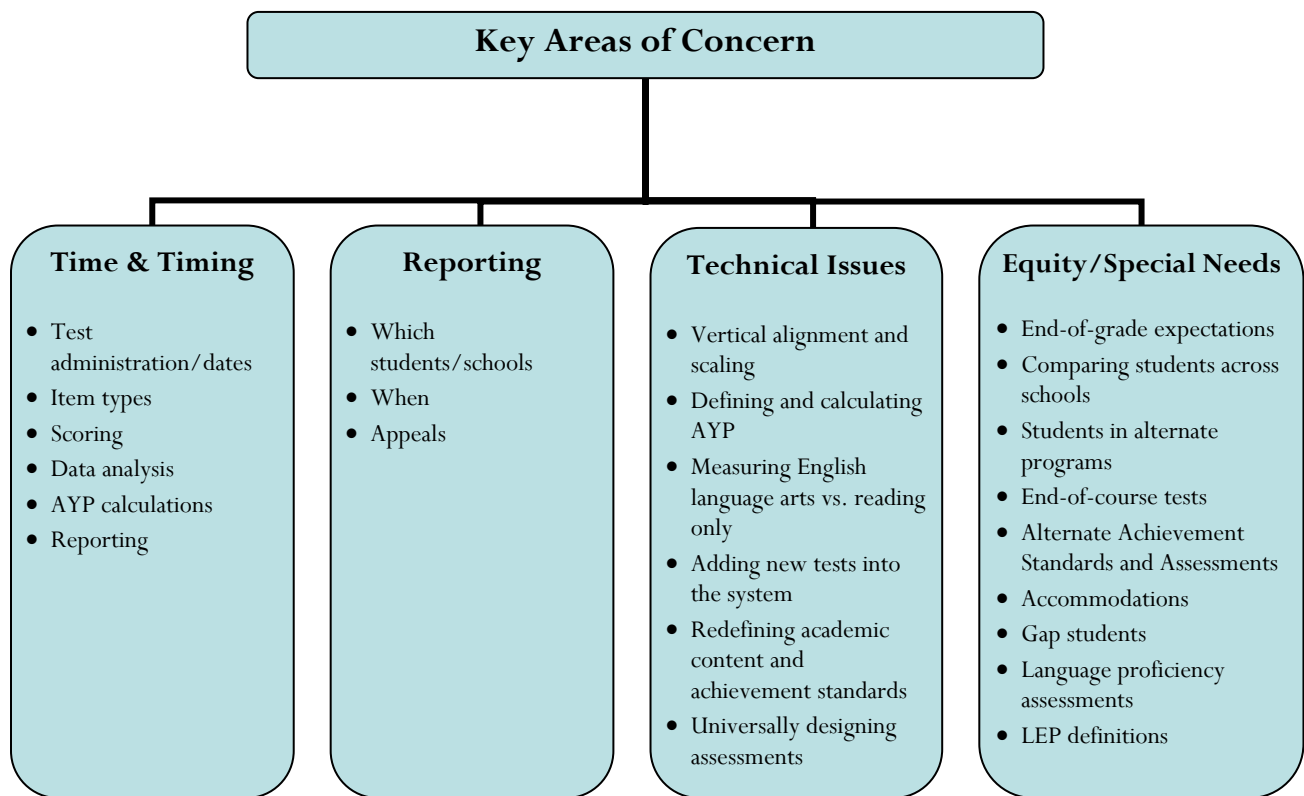 Key Areas of Concern
Time & Timing
• Test
administration/dates
• Item types
• Scoring
• Data analysis
• AYP calculations
• Reporting
Reporting
• Which
students/schools
• When
• Appeals
Technical Issues
• Vertical alignment and
scaling
• Defining and calculating
AYP
• Measuring English
language arts vs. reading
only
• Adding new tests into
the system
• Redefining academic
content and
achievement standards
• Universally designing
assessments
Equity/Special Needs
• End-of-grade expectations
• Comparing students across
schools
• Students in alternate
programs
• End-of-course tests
• Alternate Achievement
Standards and Assessments
• Accommodations
• Gap students
• Language proficiency
assessments
• LEP definitions